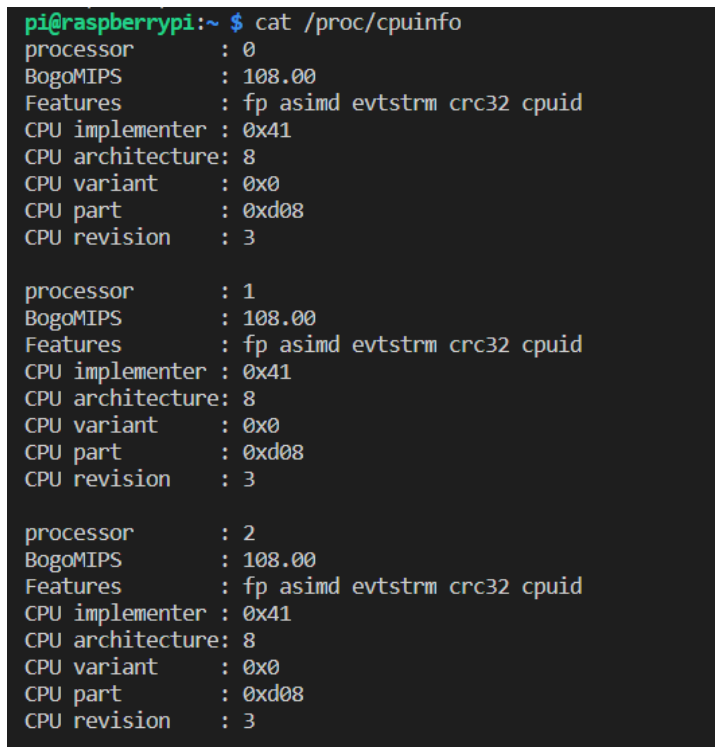 pi@raspberrypi:~ $ cat /proc/cpuinfo
processor       : 0
BogoMIPS        : 108.00
Features        : fp asimd evtstrm crc32 cpuid
CPU implementer : 0x41
CPU architecture: 8
CPU variant     : 0x0
CPU part        : 0xd08
CPU revision    : 3

processor       : 1
BogoMIPS        : 108.00
Features        : fp asimd evtstrm crc32 cpuid
CPU implementer : 0x41
CPU architecture: 8
CPU variant     : 0x0
CPU part        : 0xd08
CPU revision    : 3

processor       : 2
BogoMIPS        : 108.00
Features        : fp asimd evtstrm crc32 cpuid
CPU implementer : 0x41
CPU architecture: 8
CPU variant     : 0x0
CPU part        : 0xd08
CPU revision    : 3